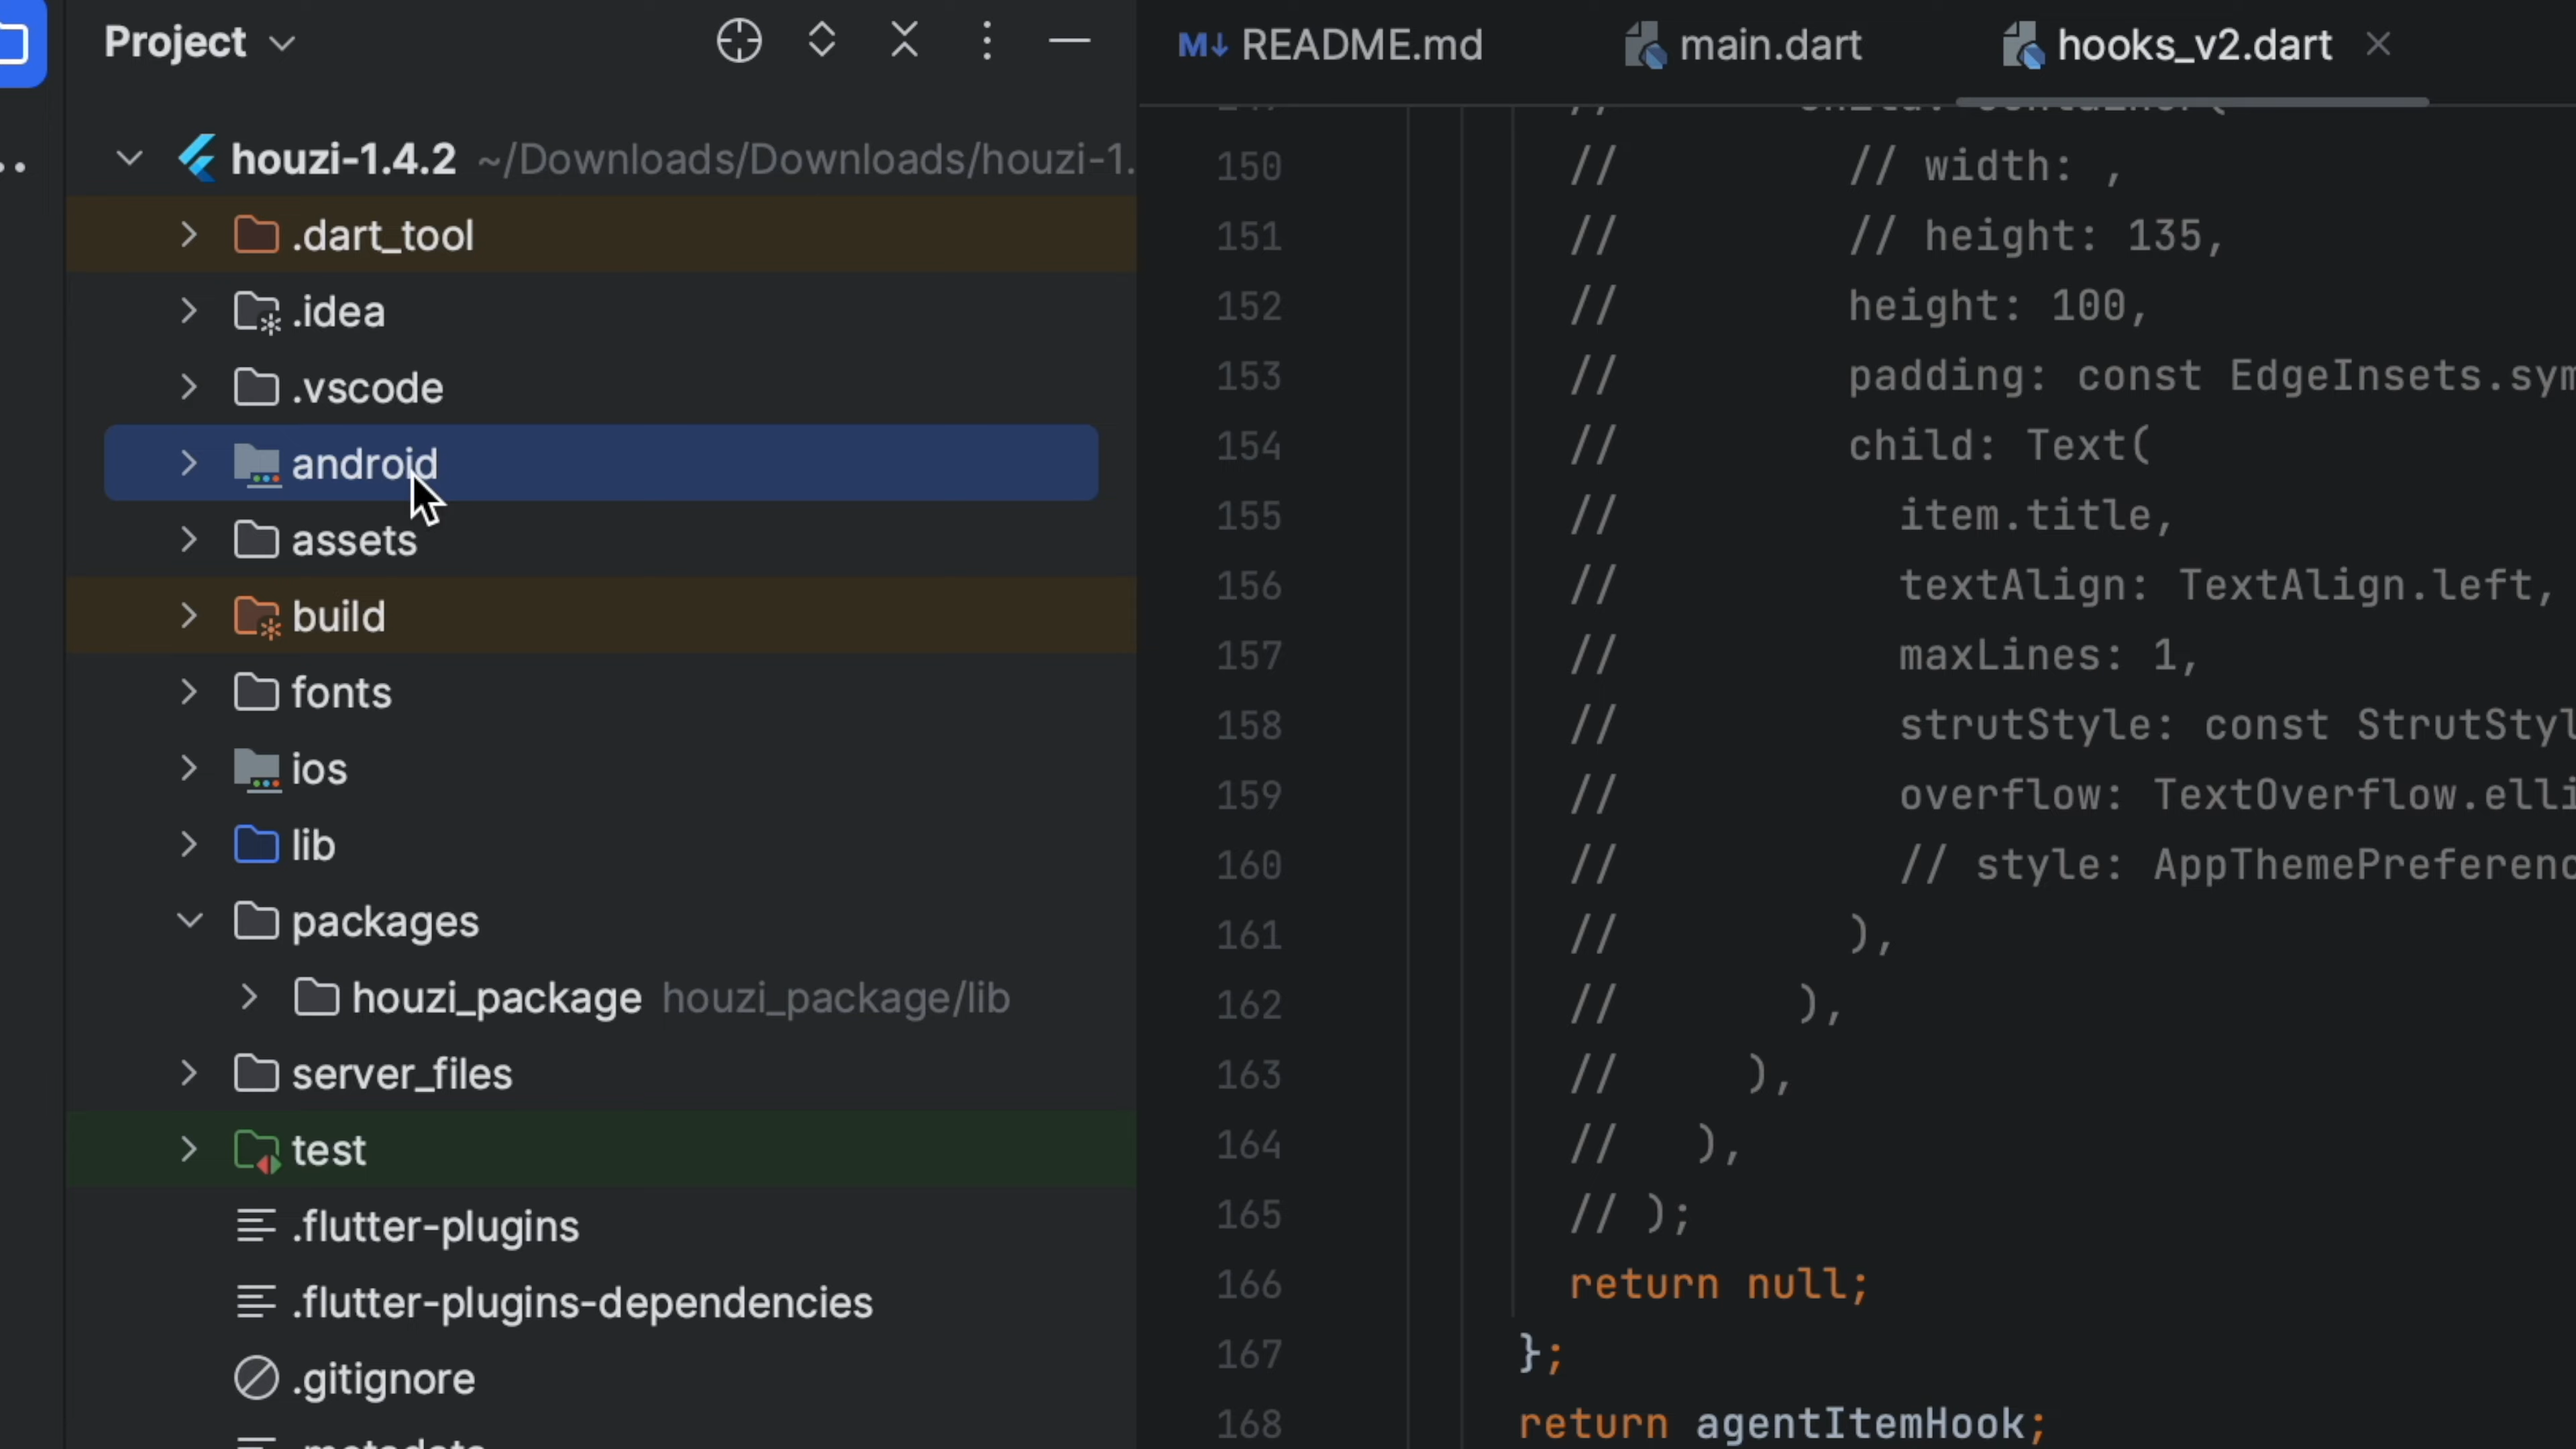 Project
README.md
main.dart
hooks_v2.dart
houzi-1.4.2 ~/Downloads/Downloads/houzi-1.
.dart_tool
.idea
.vscode
android
assets
build
fonts
ios
lib
packages
houzi_package houzi_package/lib
server_files
test
.flutter-plugins
.flutter-plugins-dependencies
.gitignore
150 // // width: ,
151 // // height: 135,
152 // height: 100,
153 // padding: const EdgeInsets.sym
154 // child: Text(
155 // item.title,
156 // textAlign: TextAlign.left,
157 // maxLines: 1,
158 // strutStyle: const StrutStyl
159 // overflow: TextOverflow.elli
160 // // style: AppThemePreferenc
161 // ),
162 // ),
163 // ),
164 // ),
165 // );
166 return null;
167 };
168 return agentItemHook;